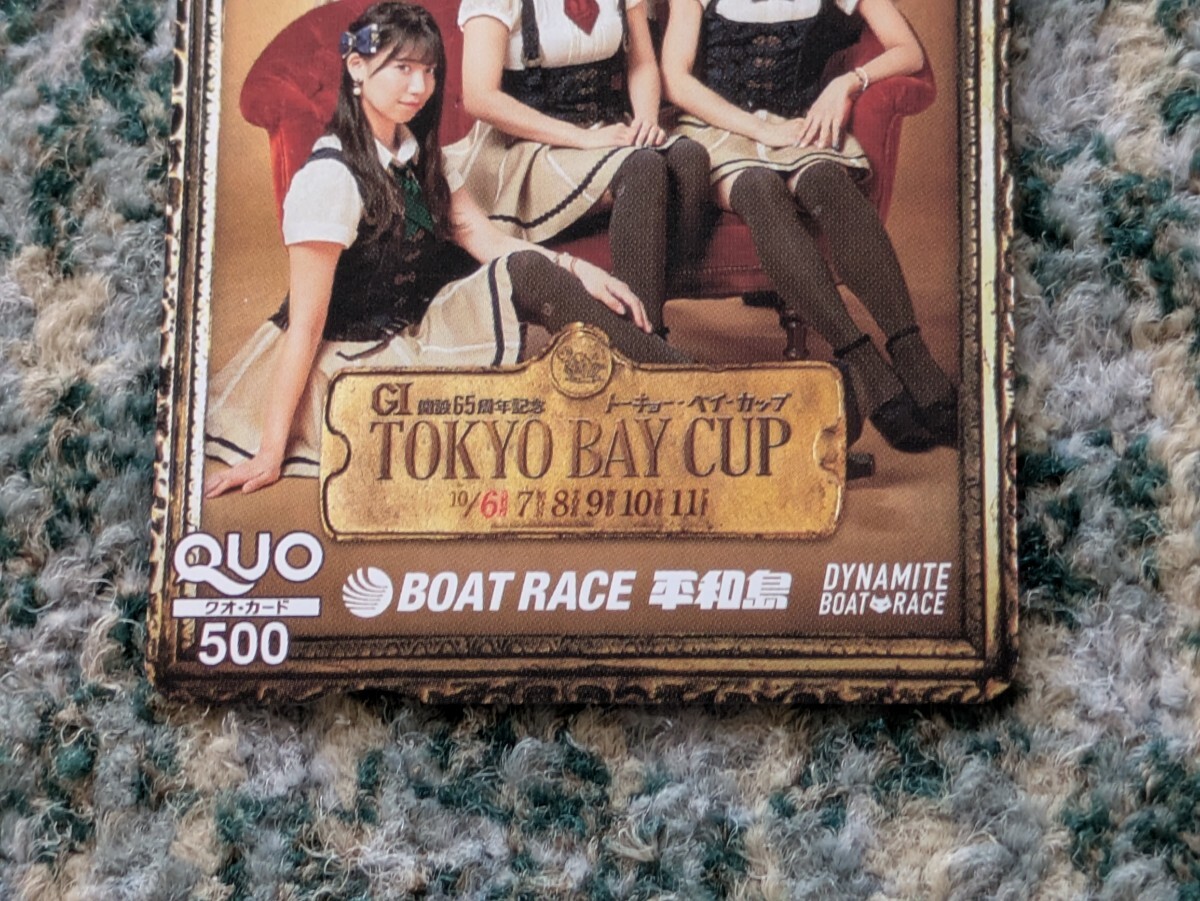 GI 開設65周年記念 トーキョー・ベイ・カップ
TOKYO BAY CUP
10/6 7 8 9 10 11
QUO
クオ・カード
500
BOAT RACE 平和島
DYNAMITE
BOAT RACE